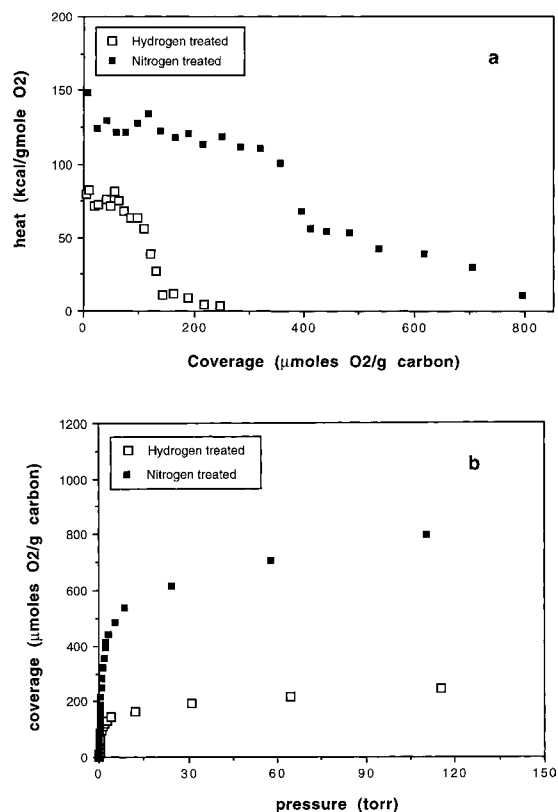 200
150
100
50
0
heat (kcal/gmole O2)
Hydrogen treated
Nitrogen treated
a
0
200
400
600
800
Coverage (μmoles O2/g carbon)
1200
1000
800
600
400
200
0
coverage (μmoles O2/g carbon)
Hydrogen treated
Nitrogen treated
b
0
30
60
90
120
150
pressure (torr)